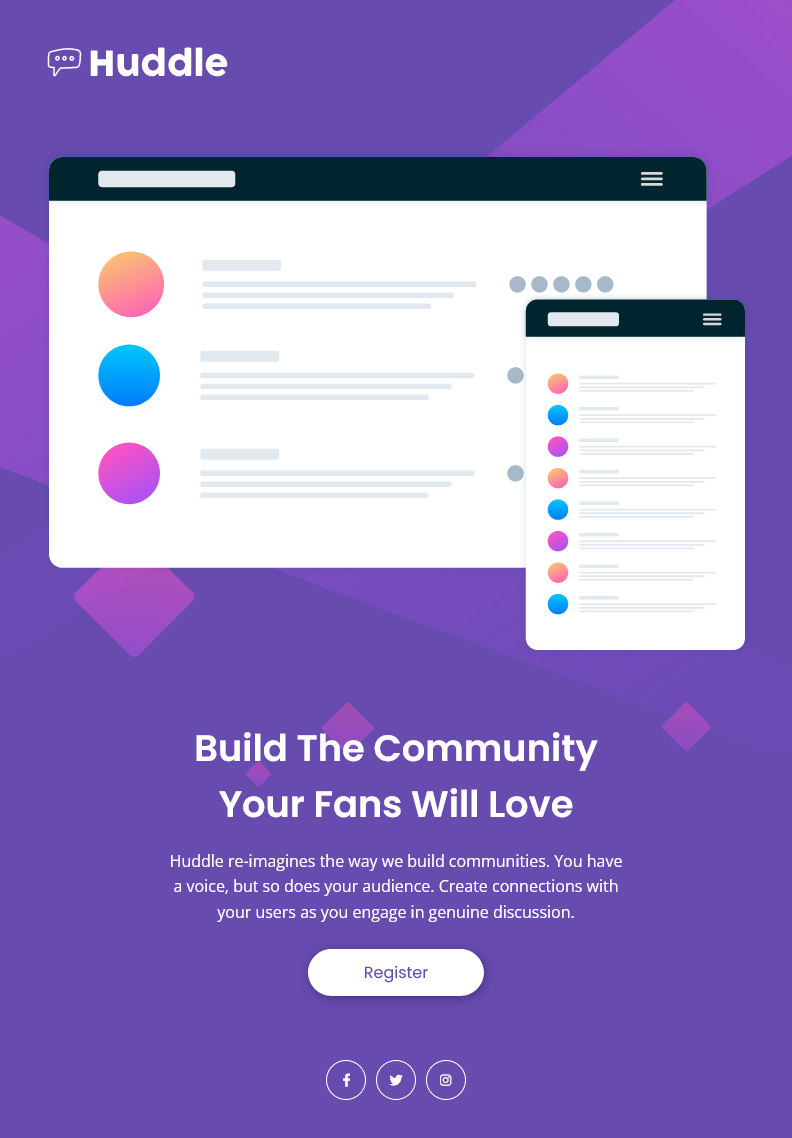 Huddle
Build The Community
Your Fans Will Love
Huddle re-imagines the way we build communities. You have
a voice, but so does your audience. Create connections with
your users as you engage in genuine discussion.
Register